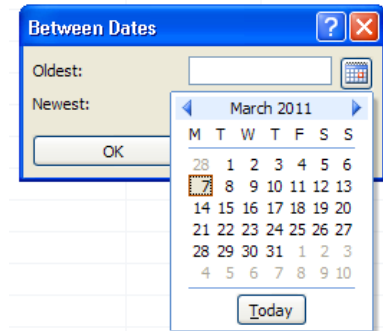 Between Dates ?
Oldest:
Newest:
OK
March 2011
M T W T F S S
28 1 2 3 4 5 6
7 8 9 10 11 12 13
14 15 16 17 18 19 20
21 22 23 24 25 26 27
28 29 30 31 1 2 3
4 5 6 7 8 9 10
Today